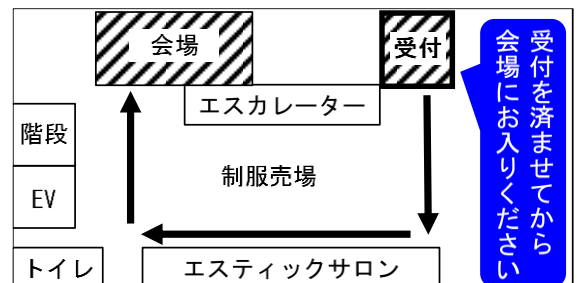 会場
受付
受付を済ませてから
会場にお入りください
エスカレーター
階段
制服売場
EV
トイレ
エスティックサロン